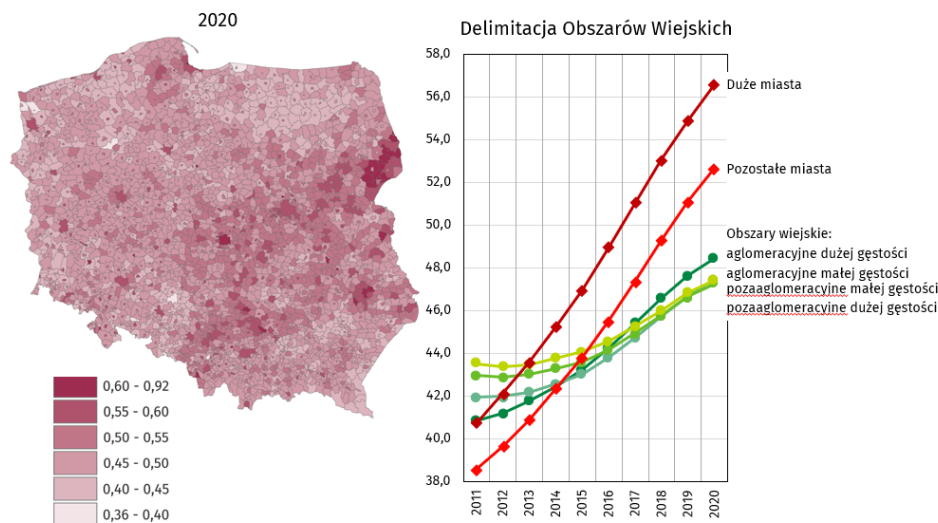 2020
0,60 - 0,92
0,55 - 0,60
0,50 - 0,55
0,45 - 0,50
0,40 - 0,45
0,36 - 0,40
Delimitacja Obszarów Wiejskich
58,0
56,0
54,0
52,0
50,0
48,0
46,0
44,0
42,0
40,0
38,0
2011
2012
2013
2014
2015
2016
2017
2018
2019
2020
Duże miasta
Pozostałe miasta
Obszary wiejskie:
aglomeracyjne dużej gęstości
aglomeracyjne małej gęstości
pozaaglomeracyjne małej gęstości
pozaaglomeracyjne dużej gęstości